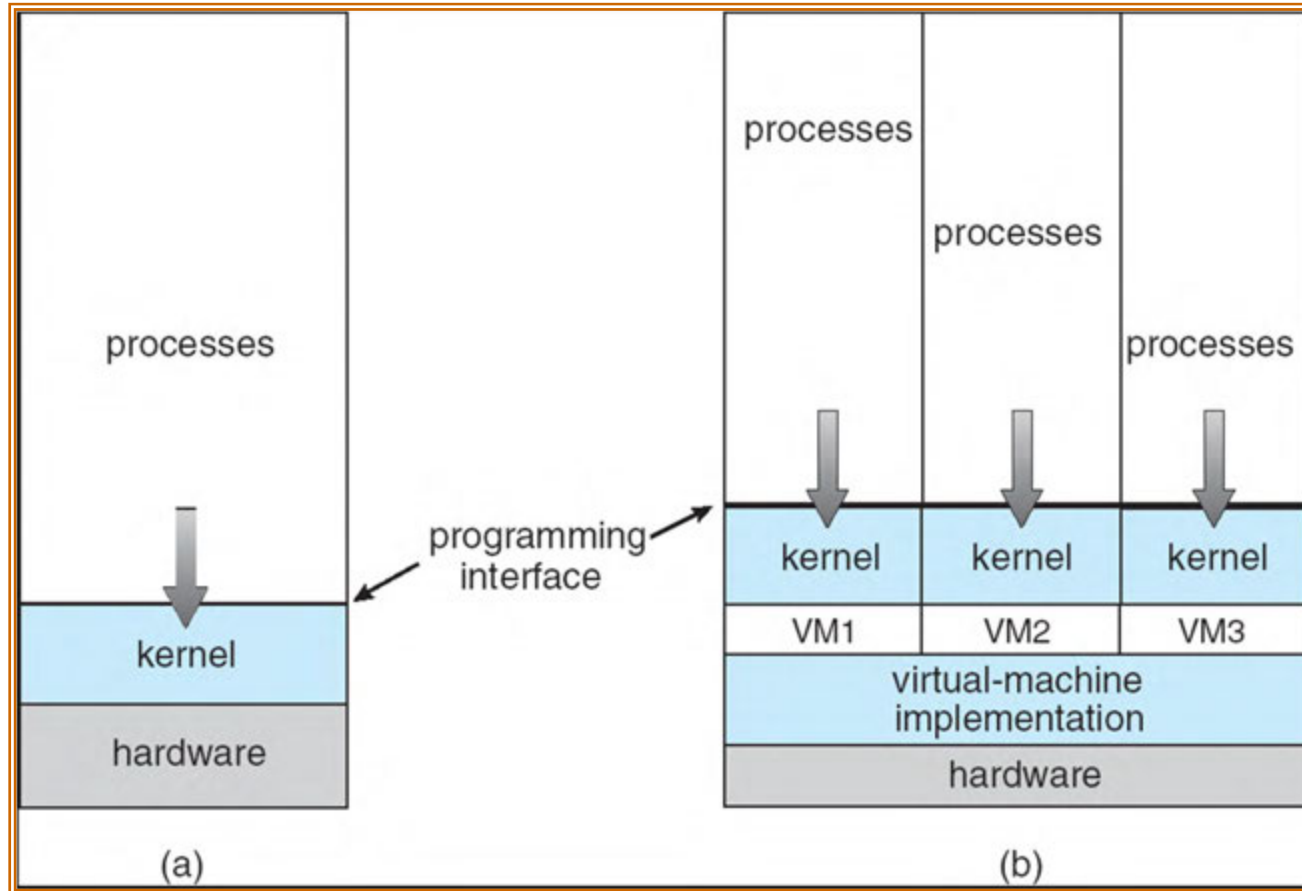 processes
kernel
hardware
(a)
programming
interface
processes
processes
processes
kernel
kernel
kernel
VM1
VM2
VM3
virtual-machine
implementation
hardware
(b)